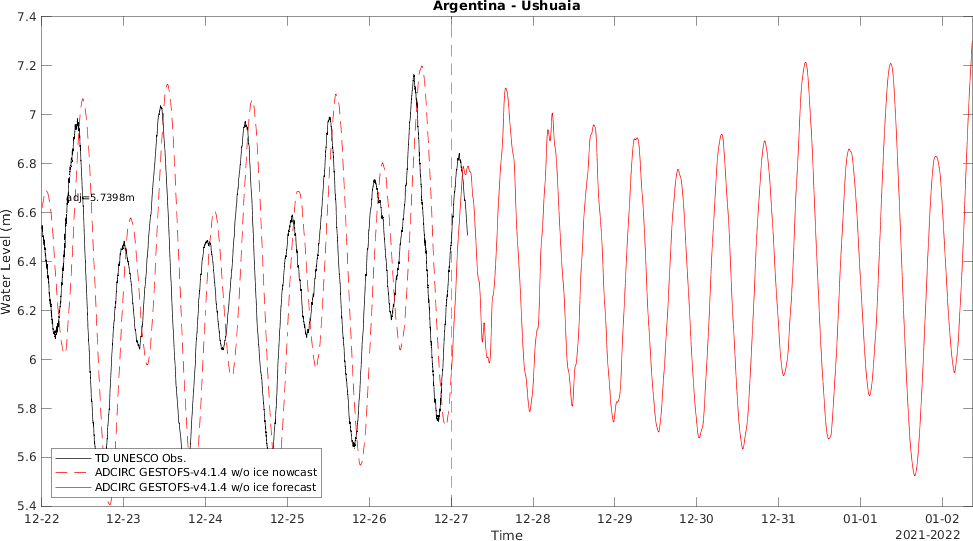 Argentina - Ushuaia
Water Level (m)
7.4
7.2
7
6.8
6.6
6.4
6.2
6
5.8
5.6
5.4
adj=5.7398m
TD UNESCO Obs.
ADCIRC GESTOFS-v4.1.4 w/o ice nowcast
ADCIRC GESTOFS-v4.1.4 w/o ice forecast
12-22 12-23 12-24 12-25 12-26 12-27 12-28 12-29 12-30 12-31 01-01 01-02
Time
2021-2022